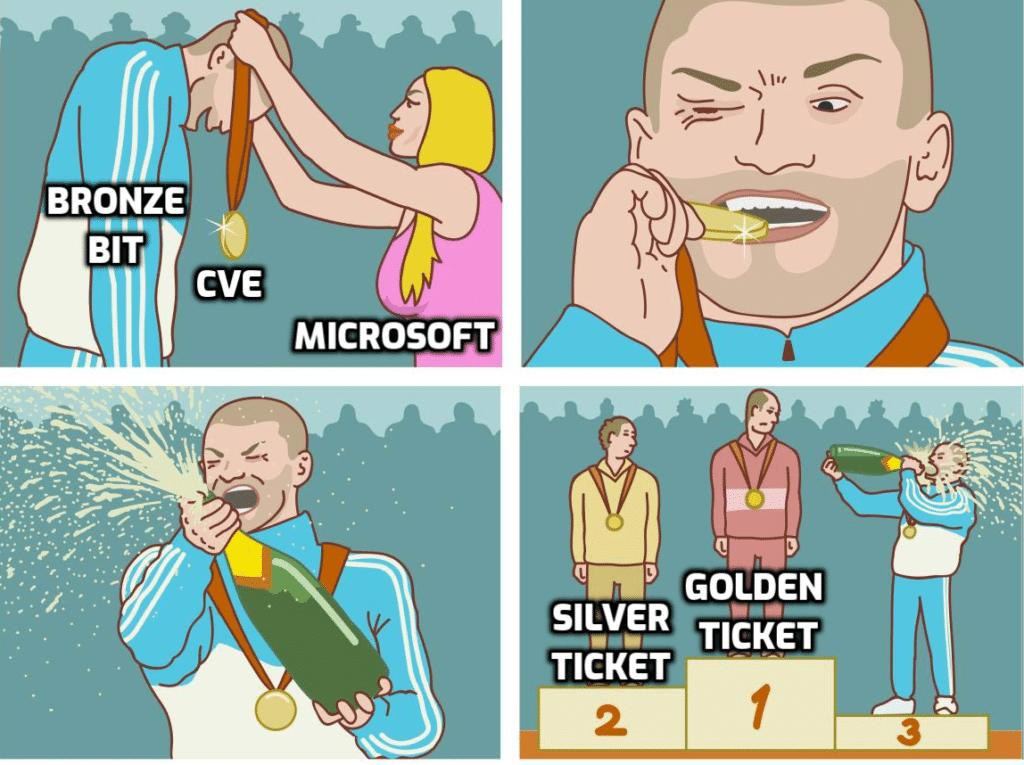 BRONZE
BIT
CVE
MICROSOFT
SILVER
TICKET
GOLDEN
TICKET
2
1
3